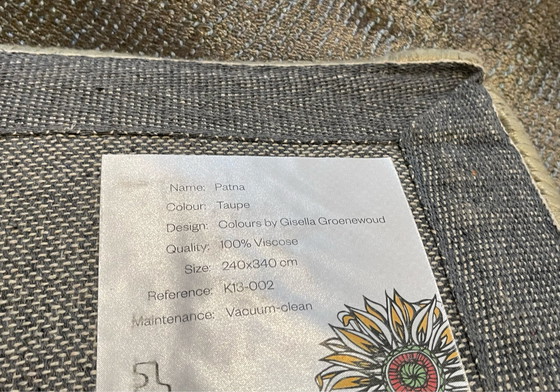 Name: Patna
Colour: Taupe
Design: Colours by Gisella Groenewoud
Quality: 100% Viscose
Size: 240x340 cm
Reference: K13-002
Maintenance: Vacuum-clean